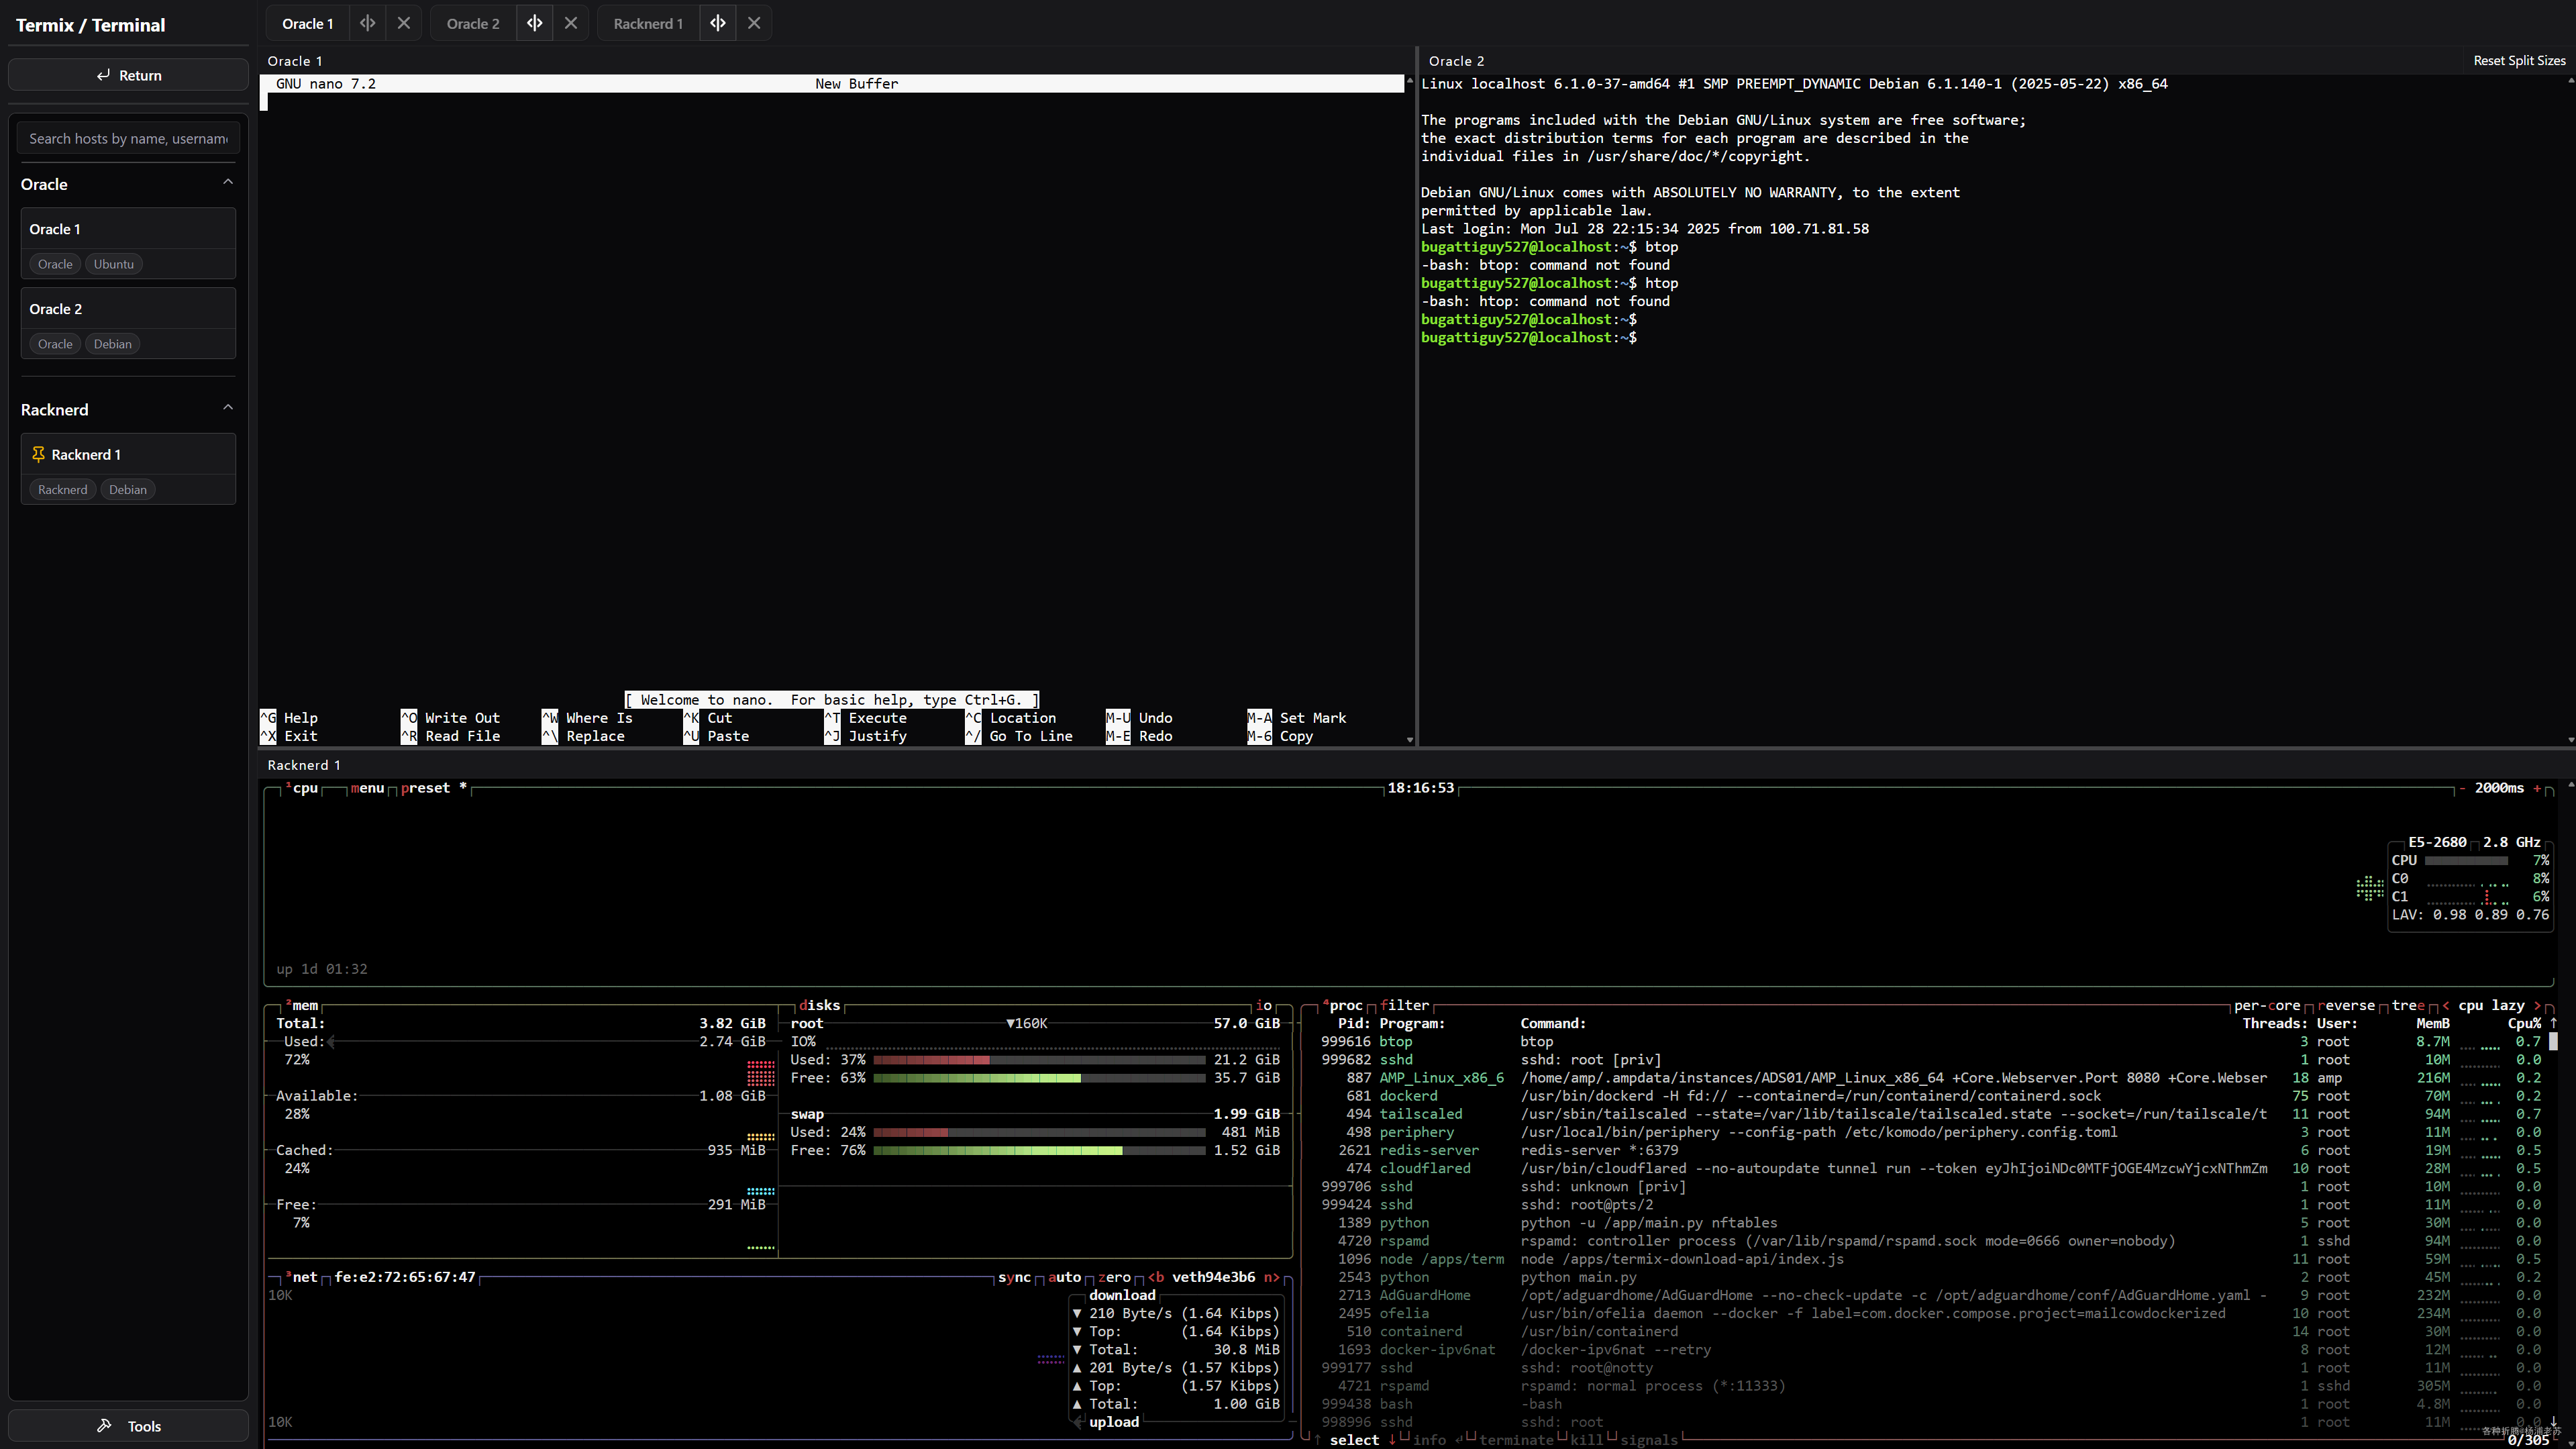 Termix / Terminal
Return
Search hosts by name, usernam
Oracle
Oracle 1
Oracle Ubuntu
Oracle 2
Oracle Debian
Racknerd
Racknerd 1
Racknerd Debian
Tools
Oracle 1 Oracle 2 Racknerd 1
Oracle 1
GNU nano 7.2 New Buffer
[ Welcome to nano. For basic help, type Ctrl+G. ]
^G Help ^O Write Out ^W Where Is ^K Cut ^T Execute ^C Location M-U Undo M-A Set Mark
^X Exit ^R Read File ^\ Replace ^U Paste ^J Justify ^/ Go To Line M-E Redo M-6 Copy
Oracle 2 Reset Split Sizes
Linux localhost 6.1.0-37-amd64 #1 SMP PREEMPT_DYNAMIC Debian 6.1.140-1 (2025-05-22) x86_64
The programs included with the Debian GNU/Linux system are free software;
the exact distribution terms for each program are described in the
individual files in /usr/share/doc/*/copyright.
Debian GNU/Linux comes with ABSOLUTELY NO WARRANTY, to the extent
permitted by applicable law.
Last login: Mon Jul 28 22:15:34 2025 from 100.71.81.58
bugattiguy527@localhost:~$ btop
-bash: btop: command not found
bugattiguy527@localhost:~$ htop
-bash: htop: command not found
bugattiguy527@localhost:~$
bugattiguy527@localhost:~$
Racknerd 1
¹cpu menu preset * 18:16:53 - 2000ms +
E5-2680 2.8 GHz
CPU 7%
C0 8%
C1 6%
LAV: 0.98 0.89 0.76
up 1d 01:32
²mem
Total: 3.82 GiB
Used: 2.74 GiB
72%
Available: 1.08 GiB
28%
Cached: 935 MiB
24%
Free: 291 MiB
7%
disks io
root ▼160K 57.0 GiB
IO%
Used: 37% 21.2 GiB
Free: 63% 35.7 GiB
swap 1.99 GiB
Used: 24% 481 MiB
Free: 76% 1.52 GiB
³net fe:e2:72:65:67:47 sync auto zero <b veth94e3b6 n>
10K
download
▼ 210 Byte/s (1.64 Kibps)
▼ Top: (1.64 Kibps)
▼ Total: 30.8 MiB
▲ 201 Byte/s (1.57 Kibps)
▲ Top: (1.57 Kibps)
▲ Total: 1.00 GiB
upload
10K
⁴proc filter per-core reverse tree < cpu lazy >
Pid: Program: Command: Threads: User: MemB Cpu% ↑
999616 btop btop 3 root 8.7M 0.7
999682 sshd sshd: root [priv] 1 root 10M 0.0
887 AMP_Linux_x86_6 /home/amp/.ampdata/instances/ADS01/AMP_Linux_x86_64 +Core.Webserver.Port 8080 +Core.Webser 18 amp 216M 0.2
681 dockerd /usr/bin/dockerd -H fd:// --containerd=/run/containerd/containerd.sock 75 root 70M 0.2
494 tailscaled /usr/sbin/tailscaled --state=/var/lib/tailscale/tailscaled.state --socket=/run/tailscale/t 11 root 94M 0.7
498 periphery /usr/local/bin/periphery --config-path /etc/komodo/periphery.config.toml 3 root 11M 0.0
2621 redis-server redis-server *:6379 6 root 19M 0.5
474 cloudflared /usr/bin/cloudflared --no-autoupdate tunnel run --token eyJhIjoiNDc0MTFjOGE4MzcwYjcxNThmZm 10 root 28M 0.5
999706 sshd sshd: unknown [priv] 1 root 10M 0.0
999424 sshd sshd: root@pts/2 1 root 11M 0.0
1389 python python -u /app/main.py nftables 5 root 30M 0.0
4720 rspamd rspamd: controller process (/var/lib/rspamd/rspamd.sock mode=0666 owner=nobody) 1 sshd 94M 0.0
1096 node /apps/term node /apps/termix-download-api/index.js 11 root 59M 0.5
2543 python python main.py 2 root 45M 0.2
2713 AdGuardHome /opt/adguardhome/AdGuardHome --no-check-update -c /opt/adguardhome/conf/AdGuardHome.yaml - 9 root 232M 0.0
2495 ofelia /usr/bin/ofelia daemon --docker -f label=com.docker.compose.project=mailcowdockerized 10 root 234M 0.0
510 containerd /usr/bin/containerd 14 root 30M 0.0
1693 docker-ipv6nat /docker-ipv6nat --retry 8 root 12M 0.0
999177 sshd sshd: root@notty 1 root 11M 0.0
4721 rspamd rspamd: normal process (*:11333) 1 sshd 305M 0.0
999438 bash -bash 1 root 4.8M 0.0
998996 sshd sshd: root 1 root 11M 0.0
↑ select ↓ info ↲ terminate kill signals 0/305